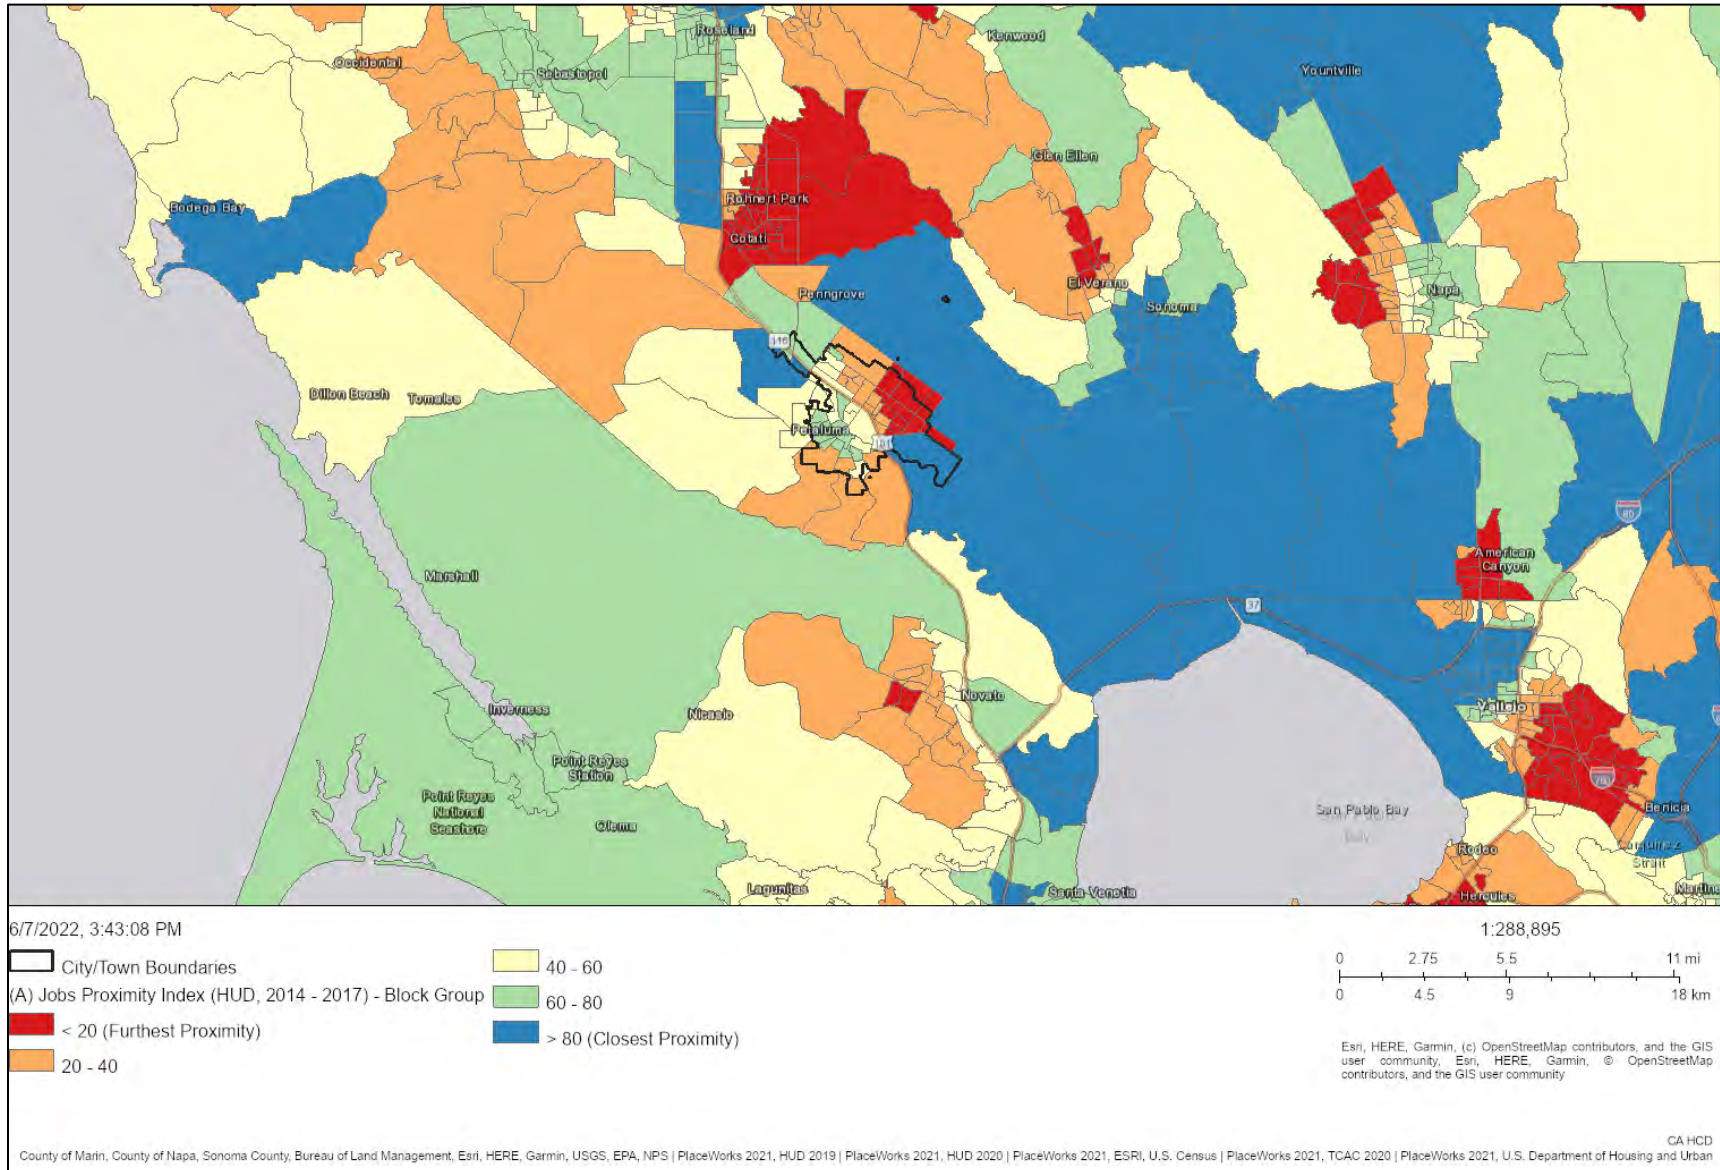 Roseland
Kenwood
Occidental
Sebastopol
Yountville
Glen Ellen
Rohnert Park
Bodega Bay
Cotati
El Verano
Penngrove
Sonoma
Napa
116
Dillon Beach
Tomales
Petaluma
101
80
American
Canyon
Marshall
37
Novato
Inverness
Nicasio
Vallejo
Point Reyes
Station
780
Point Reyes
National
Seashore
Olema
San Pablo Bay
Bay
Benicia
Carquinez
Strait
Rodeo
Lagunitas
Santa Venetia
Hercules
Martinez
6/7/2022, 3:43:08 PM
City/Town Boundaries
(A) Jobs Proximity Index (HUD, 2014 - 2017) - Block Group
< 20 (Furthest Proximity)
20 - 40
40 - 60
60 - 80
> 80 (Closest Proximity)
1:288,895
0 2.75 5.5 11 mi
0 4.5 9 18 km
Esri, HERE, Garmin, (c) OpenStreetMap contributors, and the GIS
user community, Esri, HERE, Garmin, © OpenStreetMap
contributors, and the GIS user community
CA HCD
County of Marin, County of Napa, Sonoma County, Bureau of Land Management, Esri, HERE, Garmin, USGS, EPA, NPS | PlaceWorks 2021, HUD 2019 | PlaceWorks 2021, HUD 2020 | PlaceWorks 2021, ESRI, U.S. Census | PlaceWorks 2021, TCAC 2020 | PlaceWorks 2021, U.S. Department of Housing and Urban